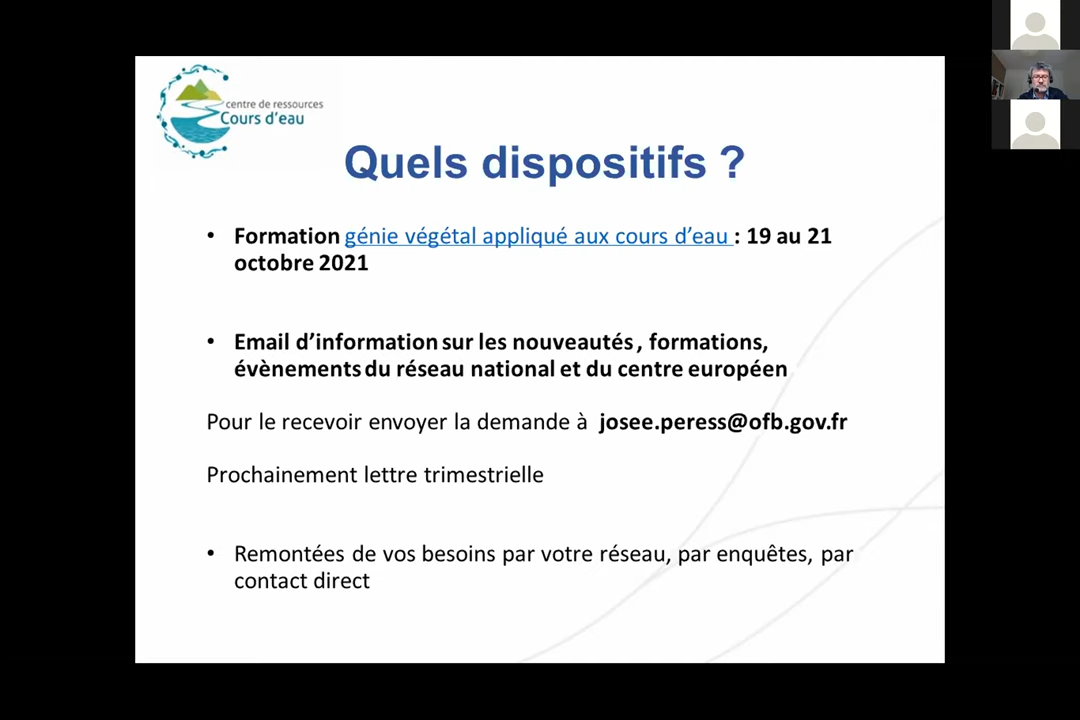 centre de ressources
Cours d'eau
Quels dispositifs ?
• Formation génie végétal appliqué aux cours d'eau : 19 au 21
octobre 2021
• Email d'information sur les nouveautés , formations,
évènements du réseau national et du centre européen
Pour le recevoir envoyer la demande à josee.peress@ofb.gov.fr
Prochainement lettre trimestrielle
• Remontées de vos besoins par votre réseau, par enquêtes, par
contact direct